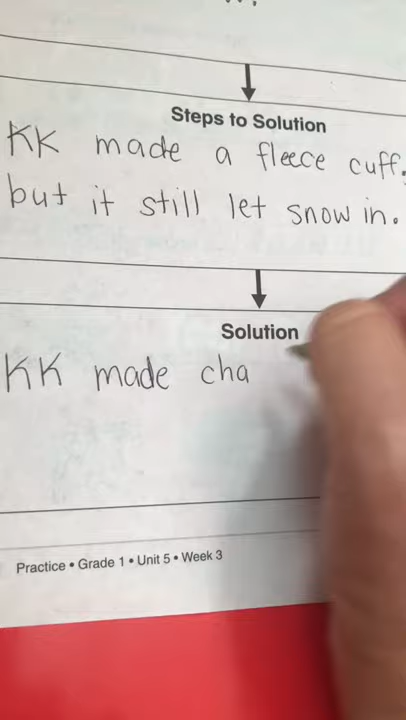 Steps to Solution
KK made a fleece cuff.
but it still let snow in.
Solution
KK made cha
Practice • Grade 1 • Unit 5 • Week 3